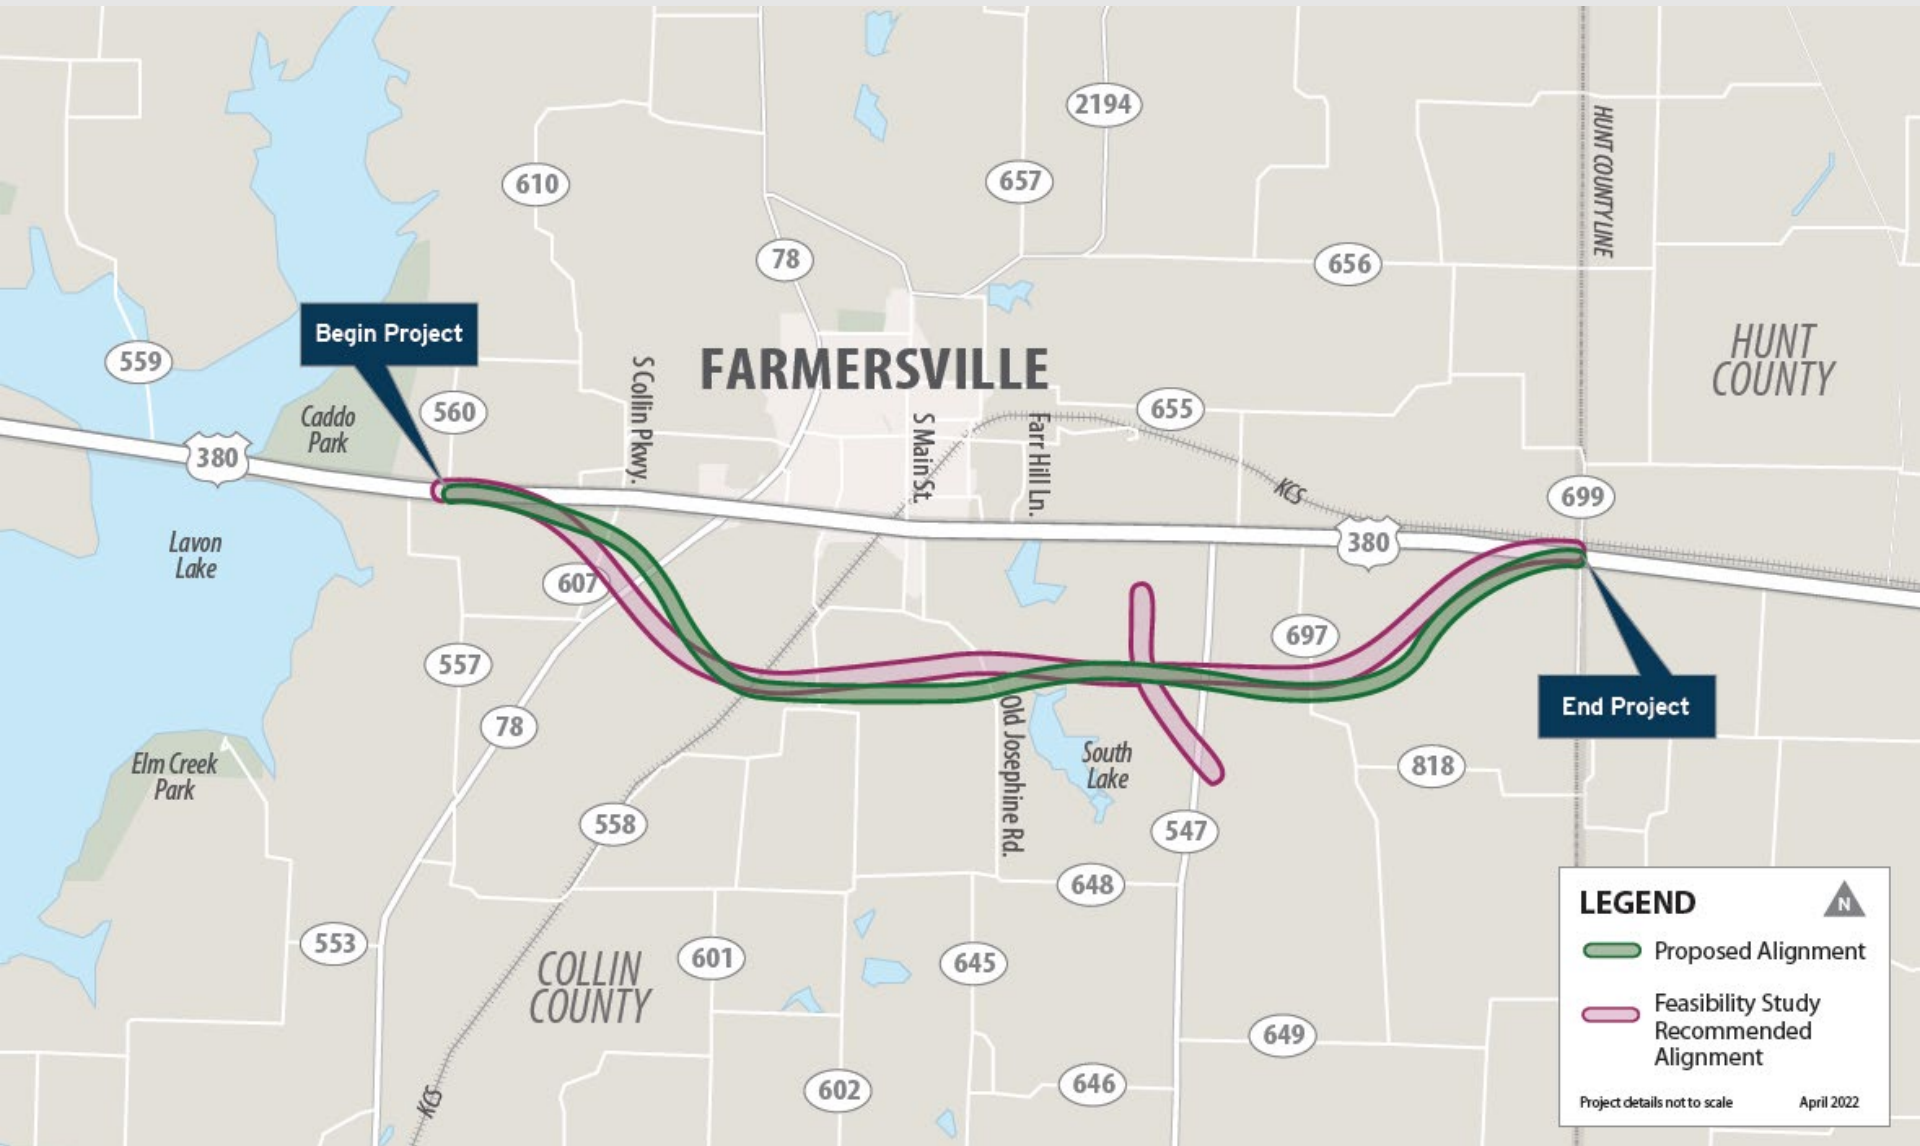 2194
610
657
HUNT COUNTY LINE
78
656
Begin Project
HUNT
COUNTY
559
FARMERSVILLE
S Collin Pkwy.
560
655
Caddo
Park
S Main St.
Farr Hill Ln.
380
KCS
699
Lavon
Lake
380
607
697
557
End Project
78
Old Josephine Rd.
South
Lake
Elm Creek
Park
818
558
547
648
LEGEND
N
553
Proposed Alignment
COLLIN
COUNTY
601
645
Feasibility Study
Recommended
Alignment
649
602
646
KCS
Project details not to scale
April 2022